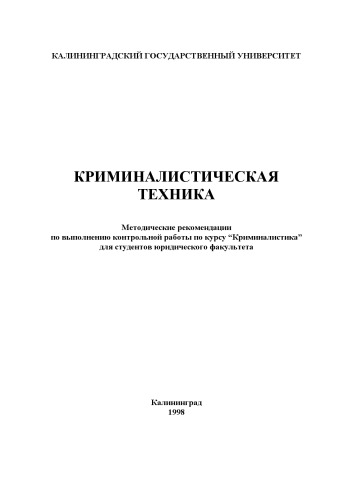 КАЛИНИНГРАДСКИЙ ГОСУДАРСТВЕННЫЙ УНИВЕРСИТЕТ
КРИМИНАЛИСТИЧЕСКАЯ
ТЕХНИКА
Методические рекомендации
по выполнению контрольной работы по курсу “Криминалистика”
для студентов юридического факультета
Калининград
1998